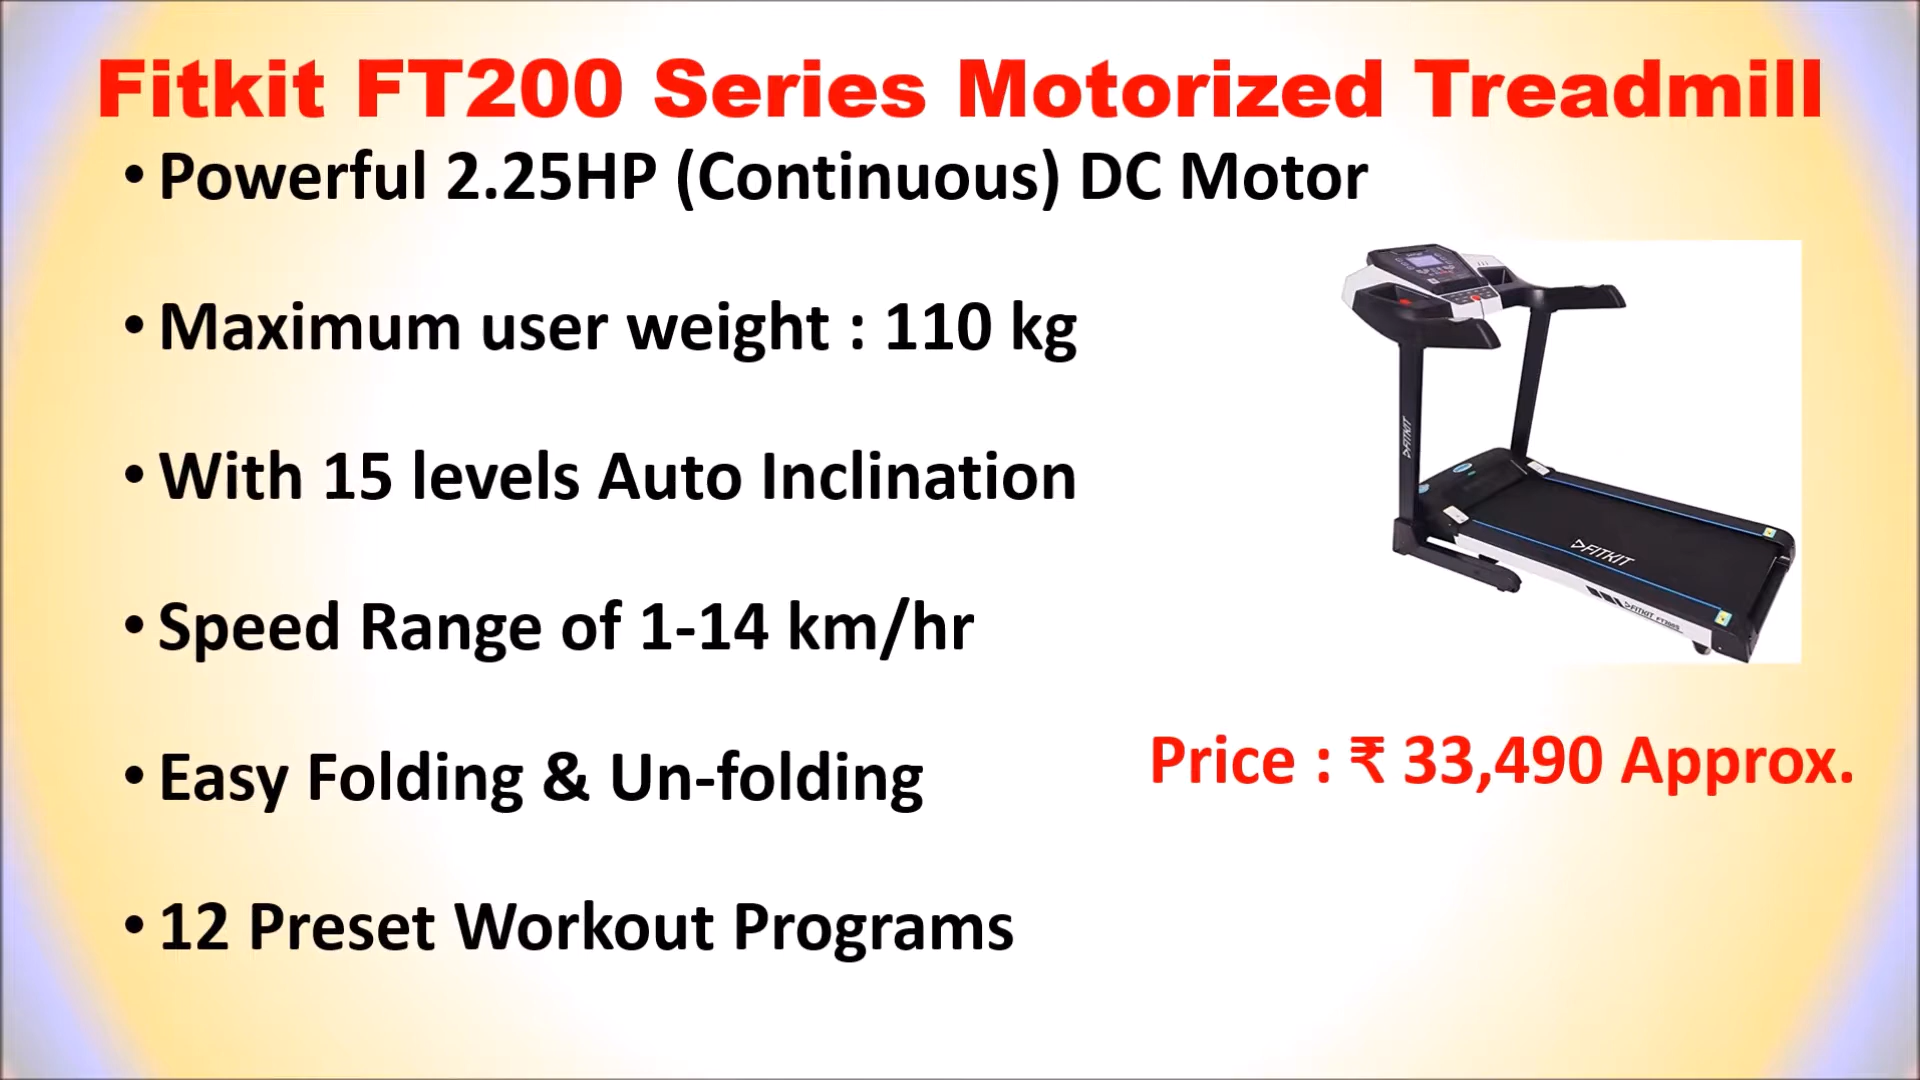 Fitkit FT200 Series Motorized Treadmill
• Powerful 2.25HP (Continuous) DC Motor
• Maximum user weight : 110 kg
• With 15 levels Auto Inclination
• Speed Range of 1-14 km/hr
• Easy Folding & Un-folding
• 12 Preset Workout Programs
FITKIT
FITKIT
FITKIT
Price : ₹ 33,490 Approx.